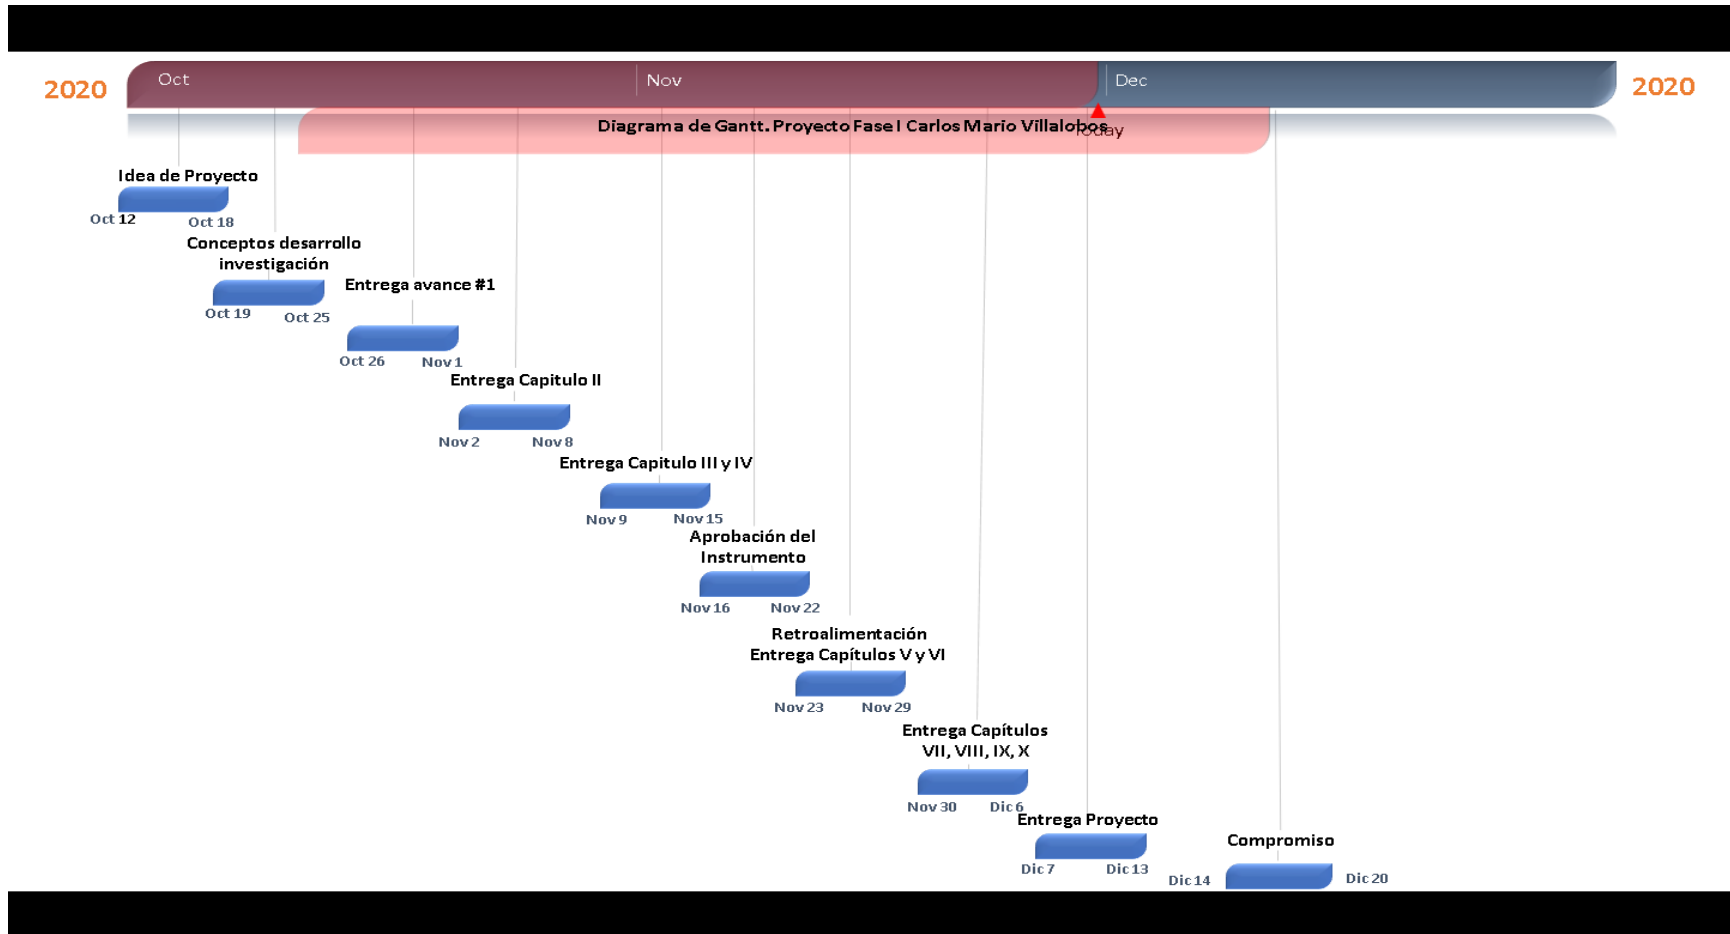 2020
Oct
Nov
Dec
2020
Diagrama de Gantt. Proyecto Fase I Carlos Mario Villalobos
Today
Idea de Proyecto
Oct 12
Oct 18
Conceptos desarrollo
investigación
Oct 19
Oct 25
Entrega avance #1
Oct 26
Nov 1
Entrega Capitulo II
Nov 2
Nov 8
Entrega Capitulo III y IV
Nov 9
Nov 15
Aprobación del
Instrumento
Nov 16
Nov 22
Retroalimentación
Entrega Capítulos V y VI
Nov 23
Nov 29
Entrega Capítulos
VII, VIII, IX, X
Nov 30
Dic 6
Entrega Proyecto
Dic 7
Dic 13
Compromiso
Dic 14
Dic 20